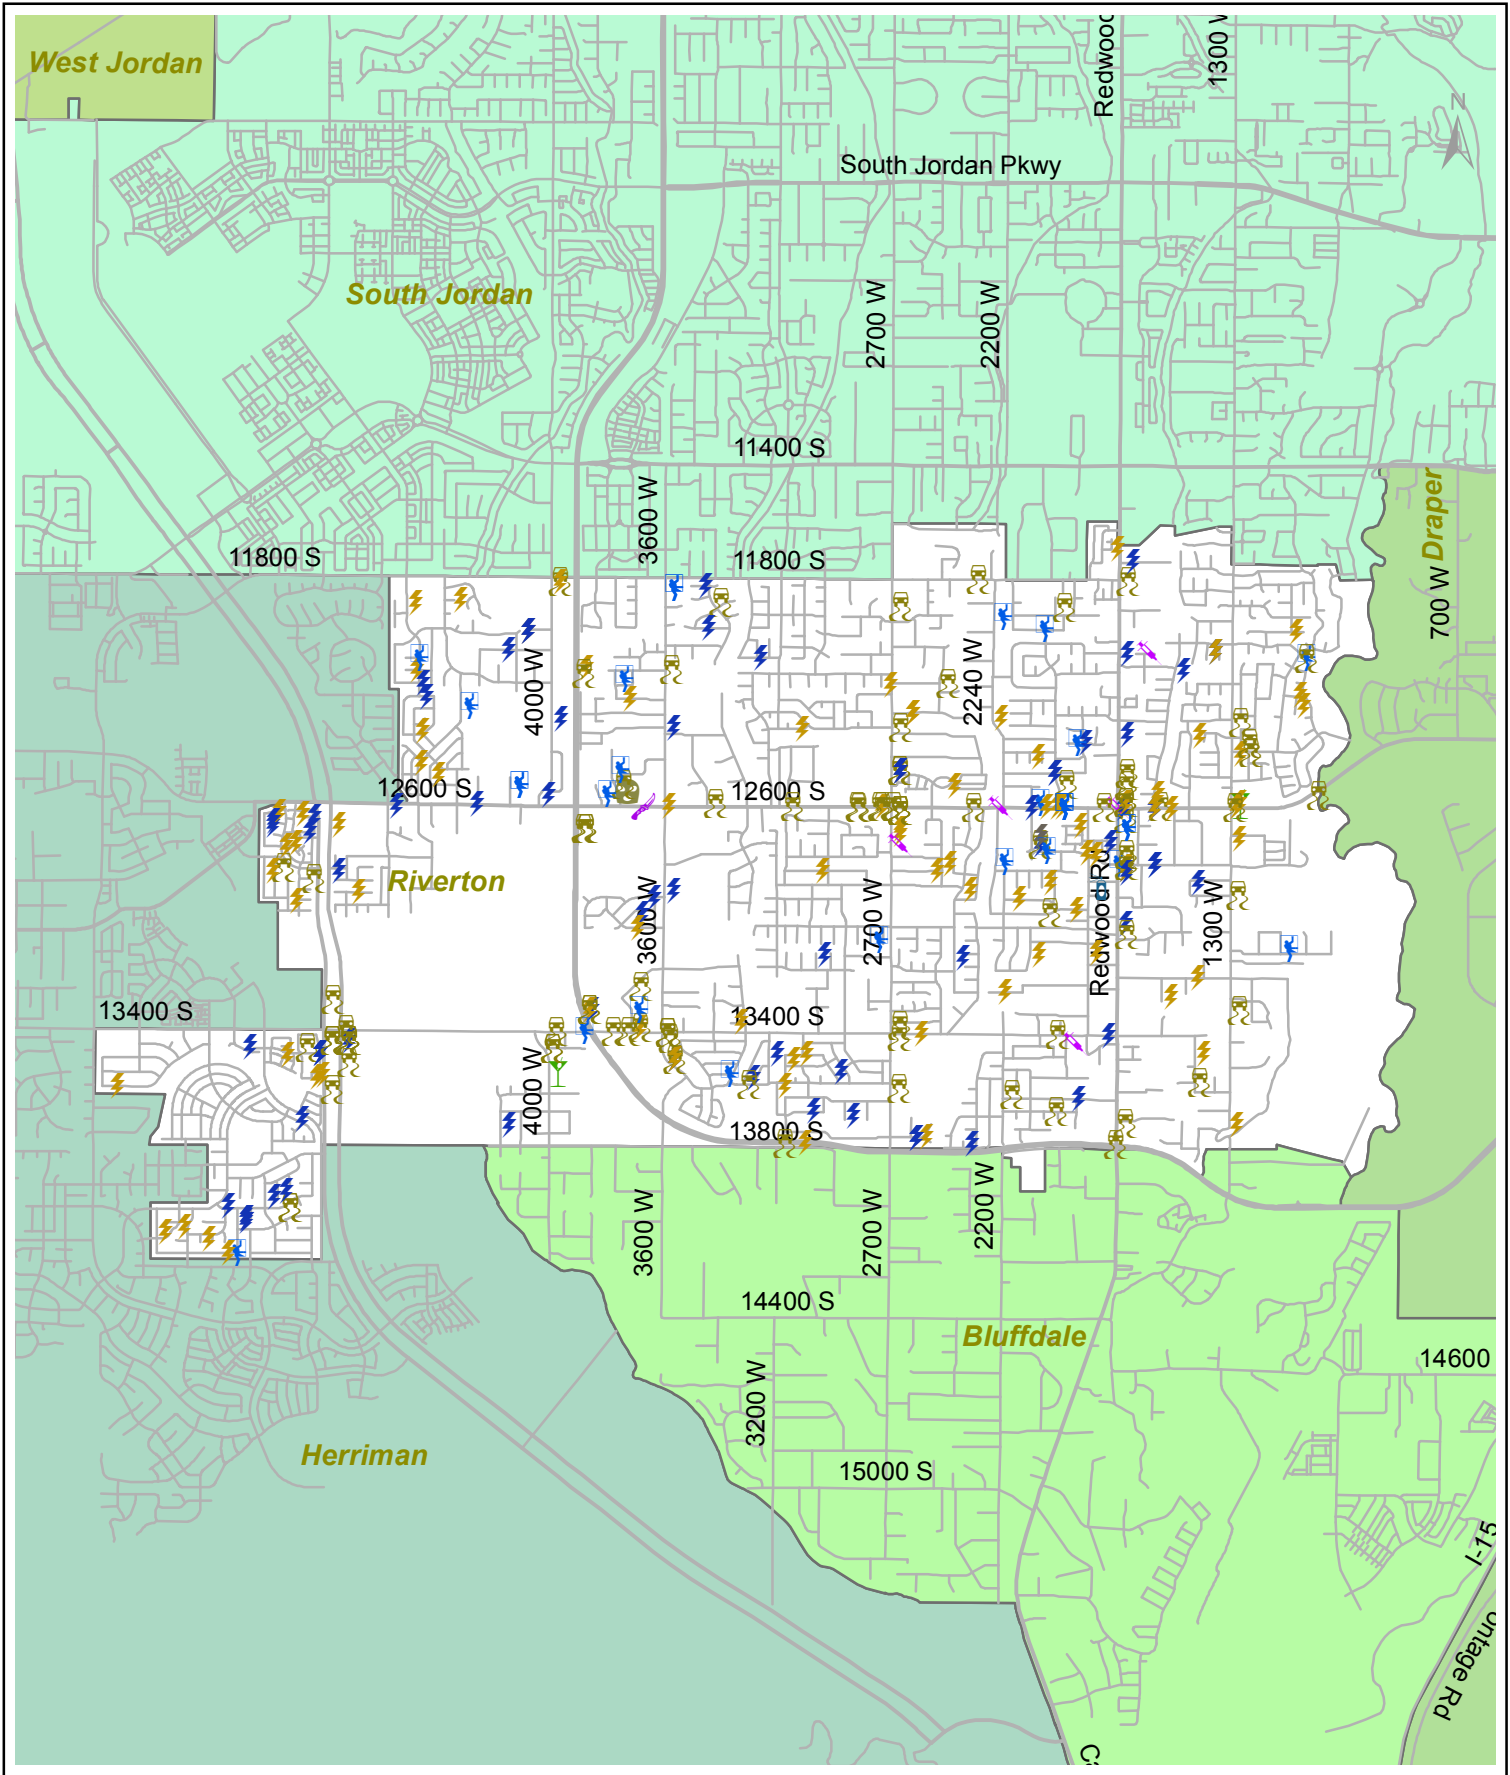 West Jordan
Redwood
1300 W
N
South Jordan Pkwy
South Jordan
2700 W
2200 W
11400 S
3600 W
11800 S
11800 S
700 W
Draper
4000 W
2240 W
12600 S
12600 S
Riverton
3600 W
2700 W
Redwood Rd
1300 W
13400 S
13400 S
4000 W
13800 S
3600 W
2700 W
2200 W
14400 S
Bluffdale
14600
3200 W
Herriman
15000 S
I-15
ontage Rd
Ca